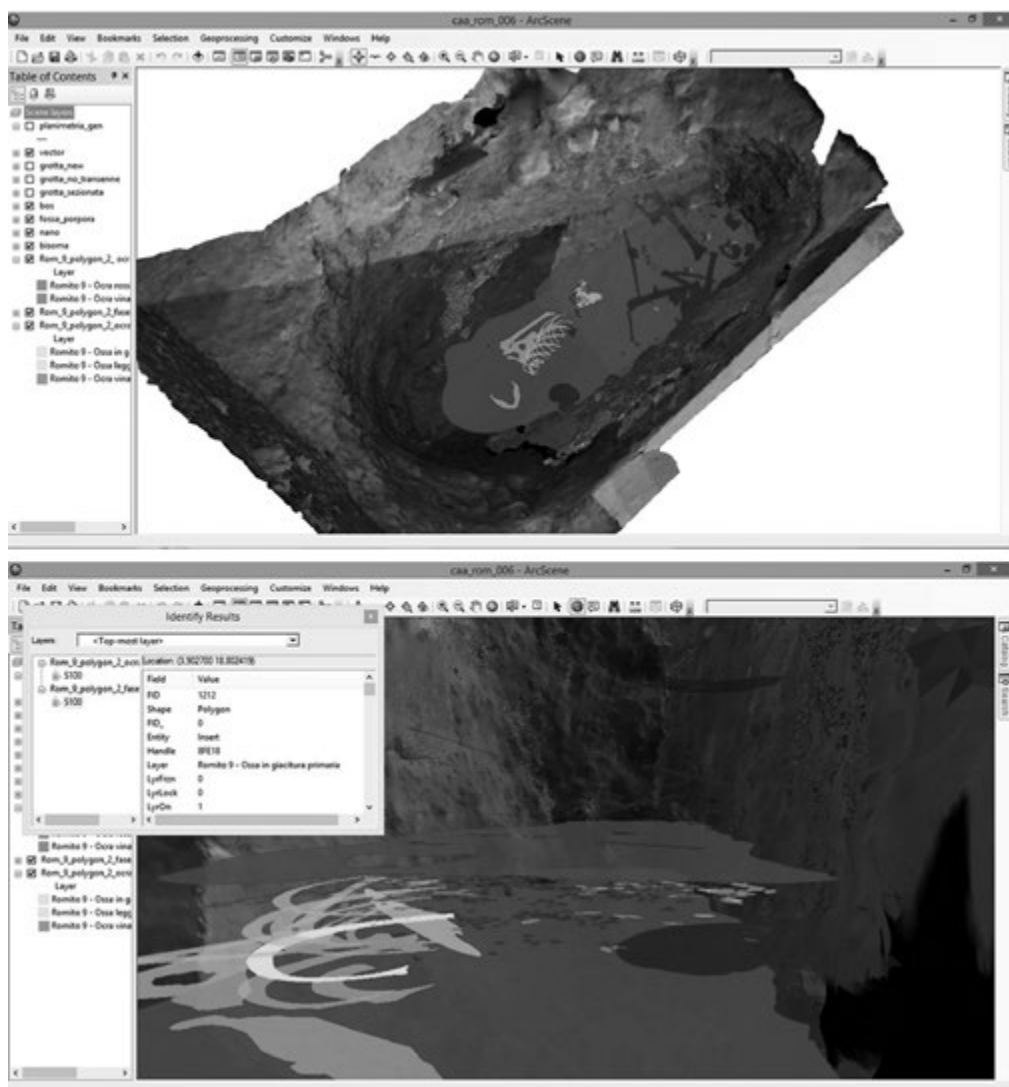 caa_rom_006 - ArcScene
File Edit View Bookmarks Selection Geoprocessing Customize Windows Help
Table of Contents
Scene layers
planimetria_gen
vector
grotta_new
grotta_no_transenne
grotta_sezionata
bos
fossa_porpora
nano
bisoma
Rom_9_polygon_2_ocr
Layer
Romito 9 - Ocra ross
Romito 9 - Ocra vina
Rom_9_polygon_2_fase
Rom_9_polygon_2_ocre
Layer
Romito 9 - Ossa in g
Romito 9 - Ossa legg
Romito 9 - Ocra vina
caa_rom_006 - ArcScene
File Edit View Bookmarks Selection Geoprocessing Customize Windows Help
Identify Results
Layers: <Top-most layer>
Rom_9_polygon_2_ocr
5100
Rom_9_polygon_2_fase
5100
Location: (3.902700 18.802419)
Field Value
FID 1212
Shape Polygon
FID_ 0
Entity Insert
Handle 8FE18
Layer Romito 9 - Ossa in giacitura primaria
LyrFrzn 0
LyrLock 0
LyrOn 1
Romito 9 - Ocra vina
Rom_9_polygon_2_fase
Rom_9_polygon_2_ocre
Layer
Romito 9 - Ossa in g
Romito 9 - Ossa legg
Romito 9 - Ocra vina
Catalog
Search